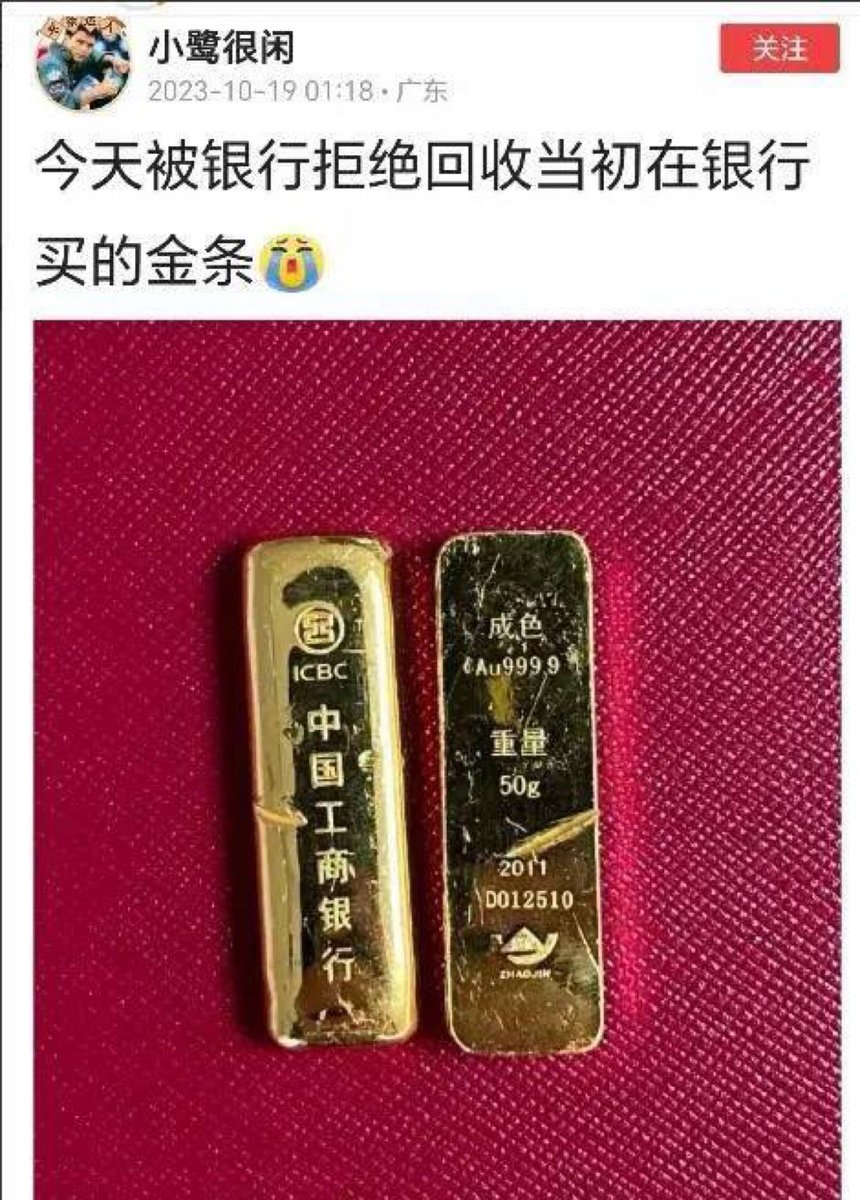 小鹭很闲
关注
2023-10-19 01:18·广东
今天被银行拒绝回收当初在银行
买的金条😭
ICBC
中国工商银行
成色
Au9999
重量
50g
2011
D012510
ZHAOJIN